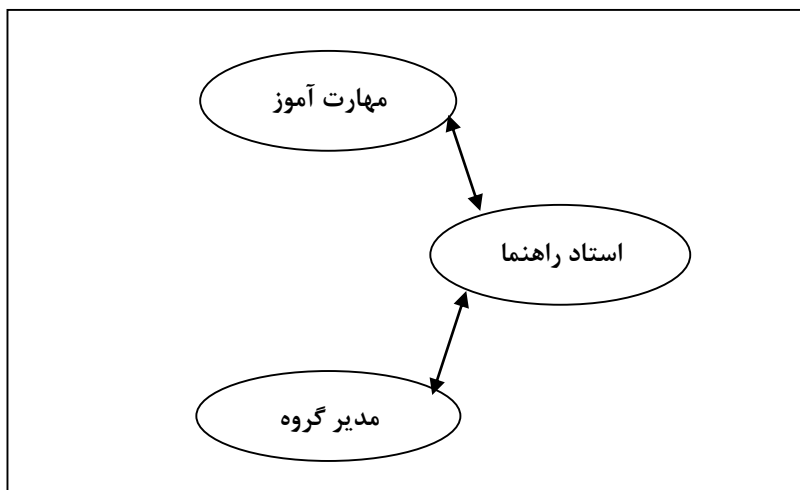 مهارت آموز
استاد راهنما
مدیر گروه